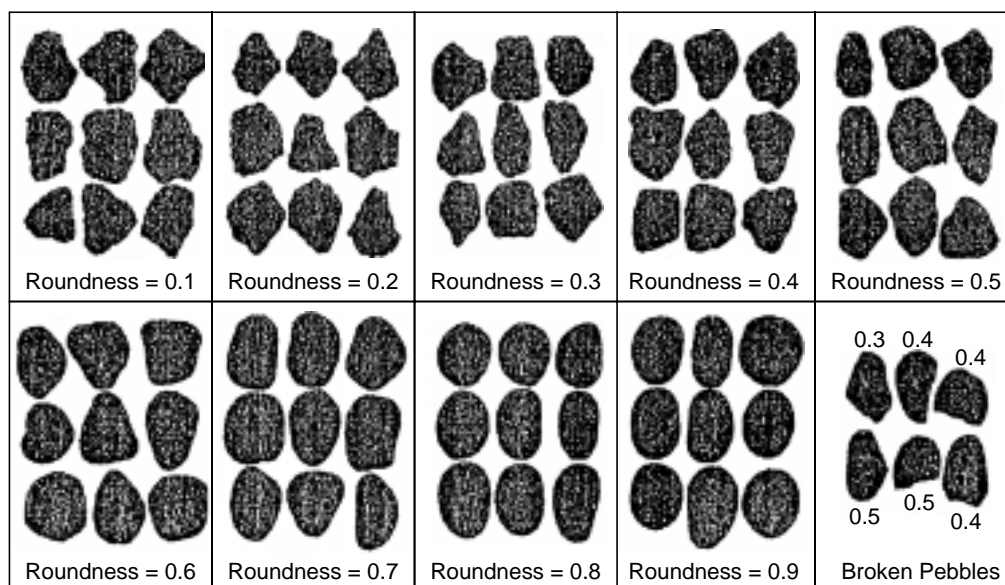 Roundness = 0.1
Roundness = 0.2
Roundness = 0.3
Roundness = 0.4
Roundness = 0.5
0.3
0.4
0.4
0.5
0.5
0.4
Roundness = 0.6
Roundness = 0.7
Roundness = 0.8
Roundness = 0.9
Broken Pebbles